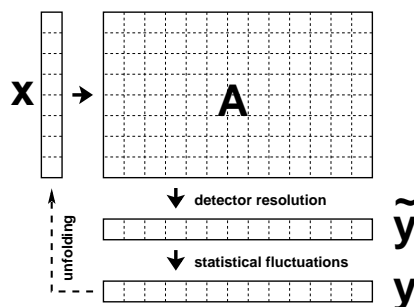 x
A
detector resolution
ỹ
unfolding
statistical fluctuations
y